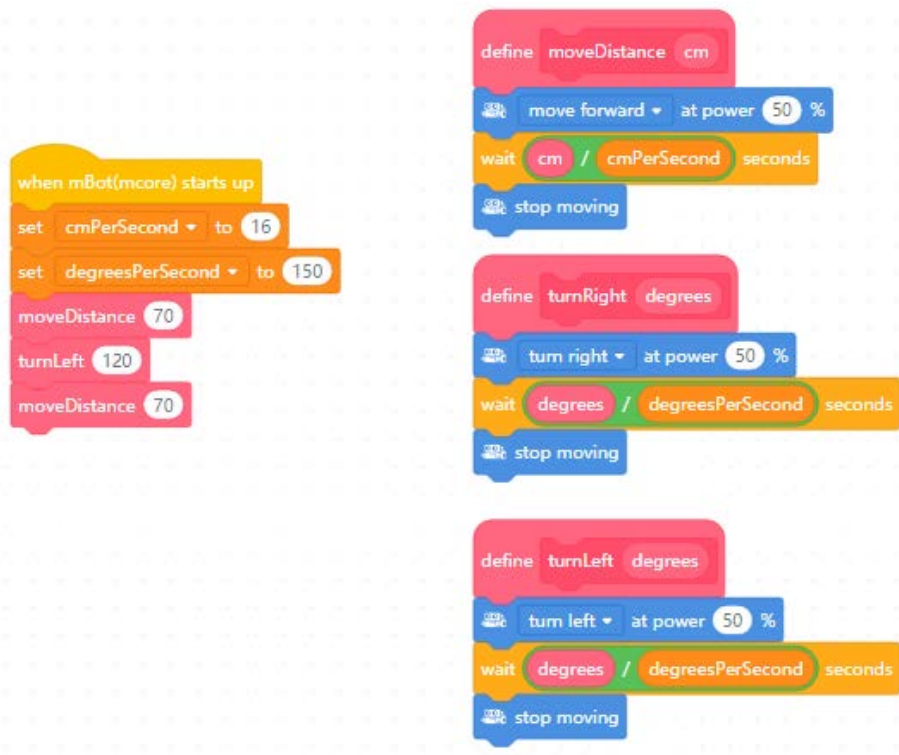 when mBot(mcore) starts up
set cmPerSecond to 16
set degreesPerSecond to 150
moveDistance 70
turnLeft 120
moveDistance 70
define moveDistance cm
move forward at power 50 %
wait cm / cmPerSecond seconds
stop moving
define turnRight degrees
turn right at power 50 %
wait degrees / degreesPerSecond seconds
stop moving
define turnLeft degrees
turn left at power 50 %
wait degrees / degreesPerSecond seconds
stop moving